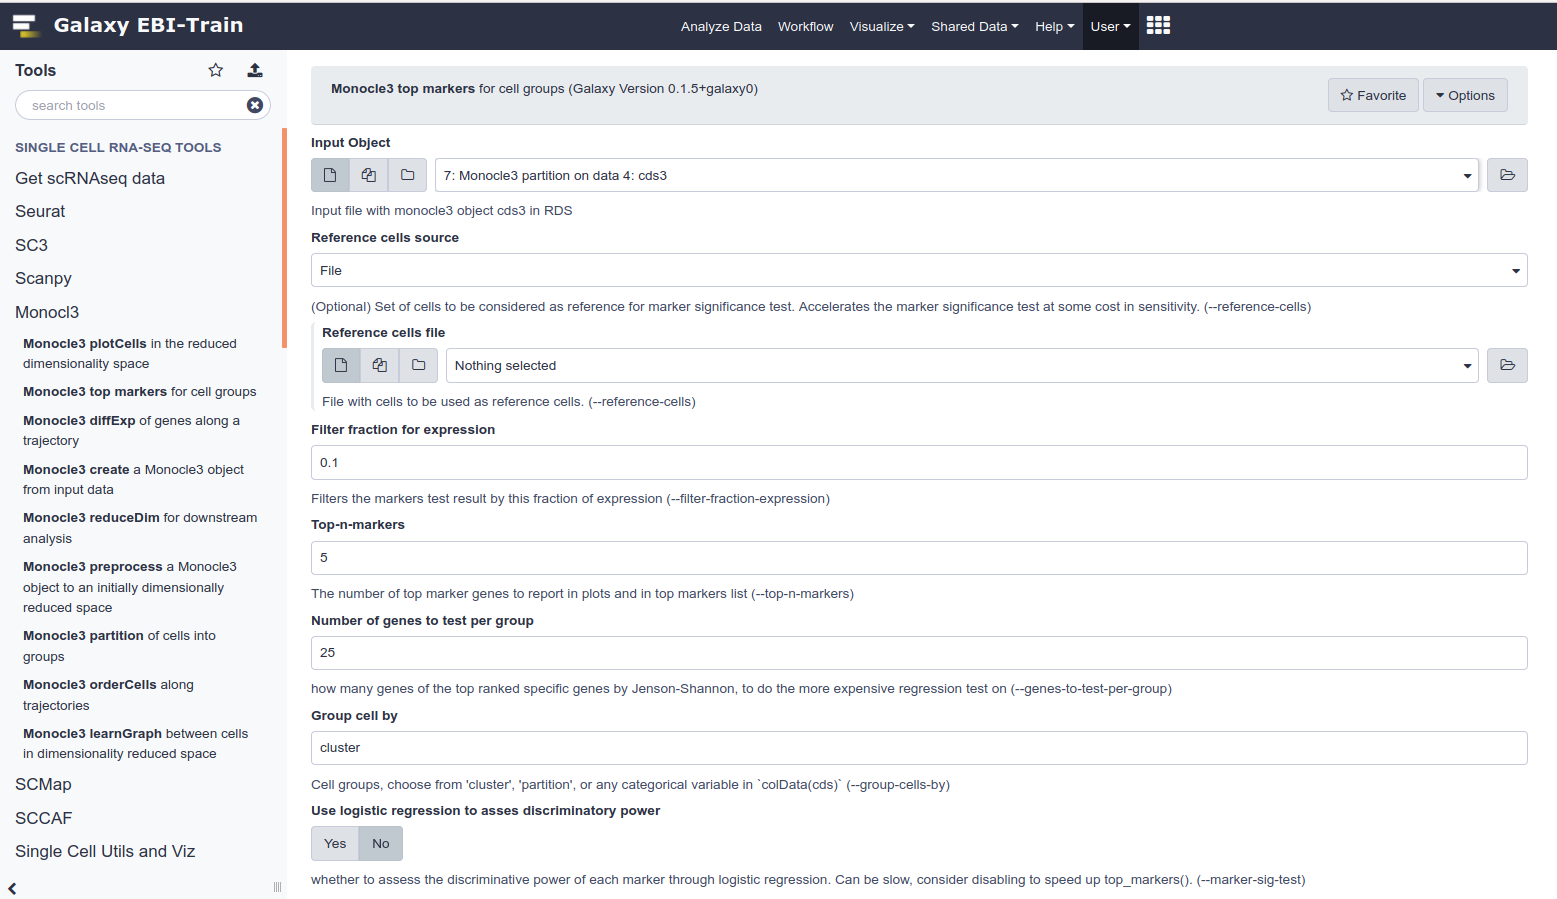 Galaxy EBI-Train
Analyze Data Workflow Visualize Shared Data Help User
Tools
search tools
SINGLE CELL RNA-SEQ TOOLS
Get scRNAseq data
Seurat
SC3
Scanpy
Monocl3
Monocle3 plotCells in the reduced
dimensionality space
Monocle3 top markers for cell groups
Monocle3 diffExp of genes along a
trajectory
Monocle3 create a Monocle3 object
from input data
Monocle3 reduceDim for downstream
analysis
Monocle3 preprocess a Monocle3
object to an initially dimensionally
reduced space
Monocle3 partition of cells into
groups
Monocle3 orderCells along
trajectories
Monocle3 learnGraph between cells
in dimensionality reduced space
SCMap
SCCAF
Single Cell Utils and Viz
Monocle3 top markers for cell groups (Galaxy Version 0.1.5+galaxy0)
Favorite
Options
Input Object
7: Monocle3 partition on data 4: cds3
Input file with monocle3 object cds3 in RDS
Reference cells source
File
(Optional) Set of cells to be considered as reference for marker significance test. Accelerates the marker significance test at some cost in sensitivity. (--reference-cells)
Reference cells file
Nothing selected
File with cells to be used as reference cells. (--reference-cells)
Filter fraction for expression
0.1
Filters the markers test result by this fraction of expression (--filter-fraction-expression)
Top-n-markers
5
The number of top marker genes to report in plots and in top markers list (--top-n-markers)
Number of genes to test per group
25
how many genes of the top ranked specific genes by Jenson-Shannon, to do the more expensive regression test on (--genes-to-test-per-group)
Group cell by
cluster
Cell groups, choose from 'cluster', 'partition', or any categorical variable in `colData(cds)` (--group-cells-by)
Use logistic regression to asses discriminatory power
Yes No
whether to assess the discriminative power of each marker through logistic regression. Can be slow, consider disabling to speed up top_markers(). (--marker-sig-test)